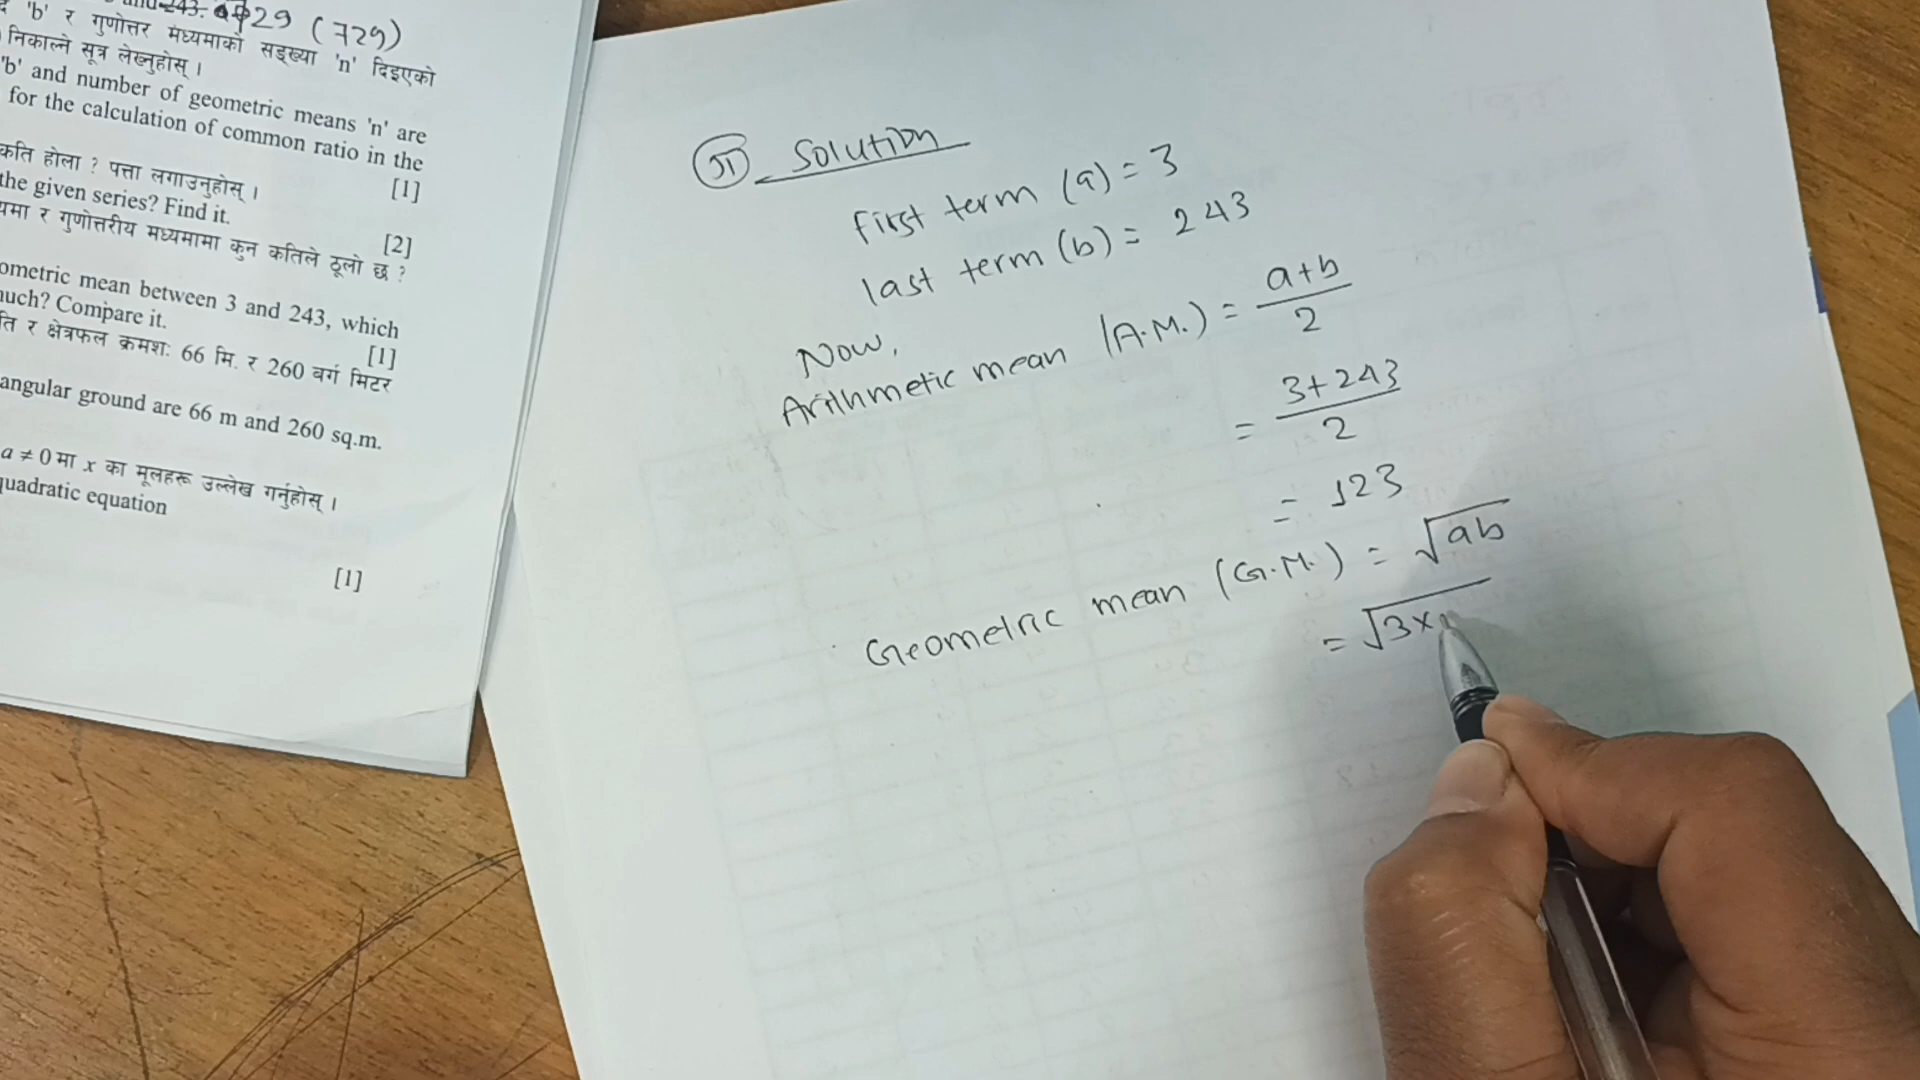 and 243. 729 (729)
'b' र गुणोत्तर मध्यमाको सङ्ख्या 'n' दिइएको
निकाल्ने सूत्र लेख्नुहोस् ।
'b' and number of geometric means 'n' are
for the calculation of common ratio in the
[1]
कति होला ? पत्ता लगाउनुहोस् ।
the given series? Find it.
[2]
र गुणोत्तरीय मध्यमामा कुन कतिले ठूलो छ ?
ometric mean between 3 and 243, which
much? Compare it.
[1]
र क्षेत्रफल क्रमश: 66 मि. र 260 वर्ग मिटर
angular ground are 66 m and 260 sq.m.
a ≠ 0 मा x का मूलहरू उल्लेख गर्नुहोस् ।
quadratic equation
[1]
ग Solution
First term (a) = 3
last term (b) = 243
Now,
Arithmetic mean (A.M.) = a+b/2
= 3+243/2
= 123
Geometric mean (G.M.) = √ab
= √3×